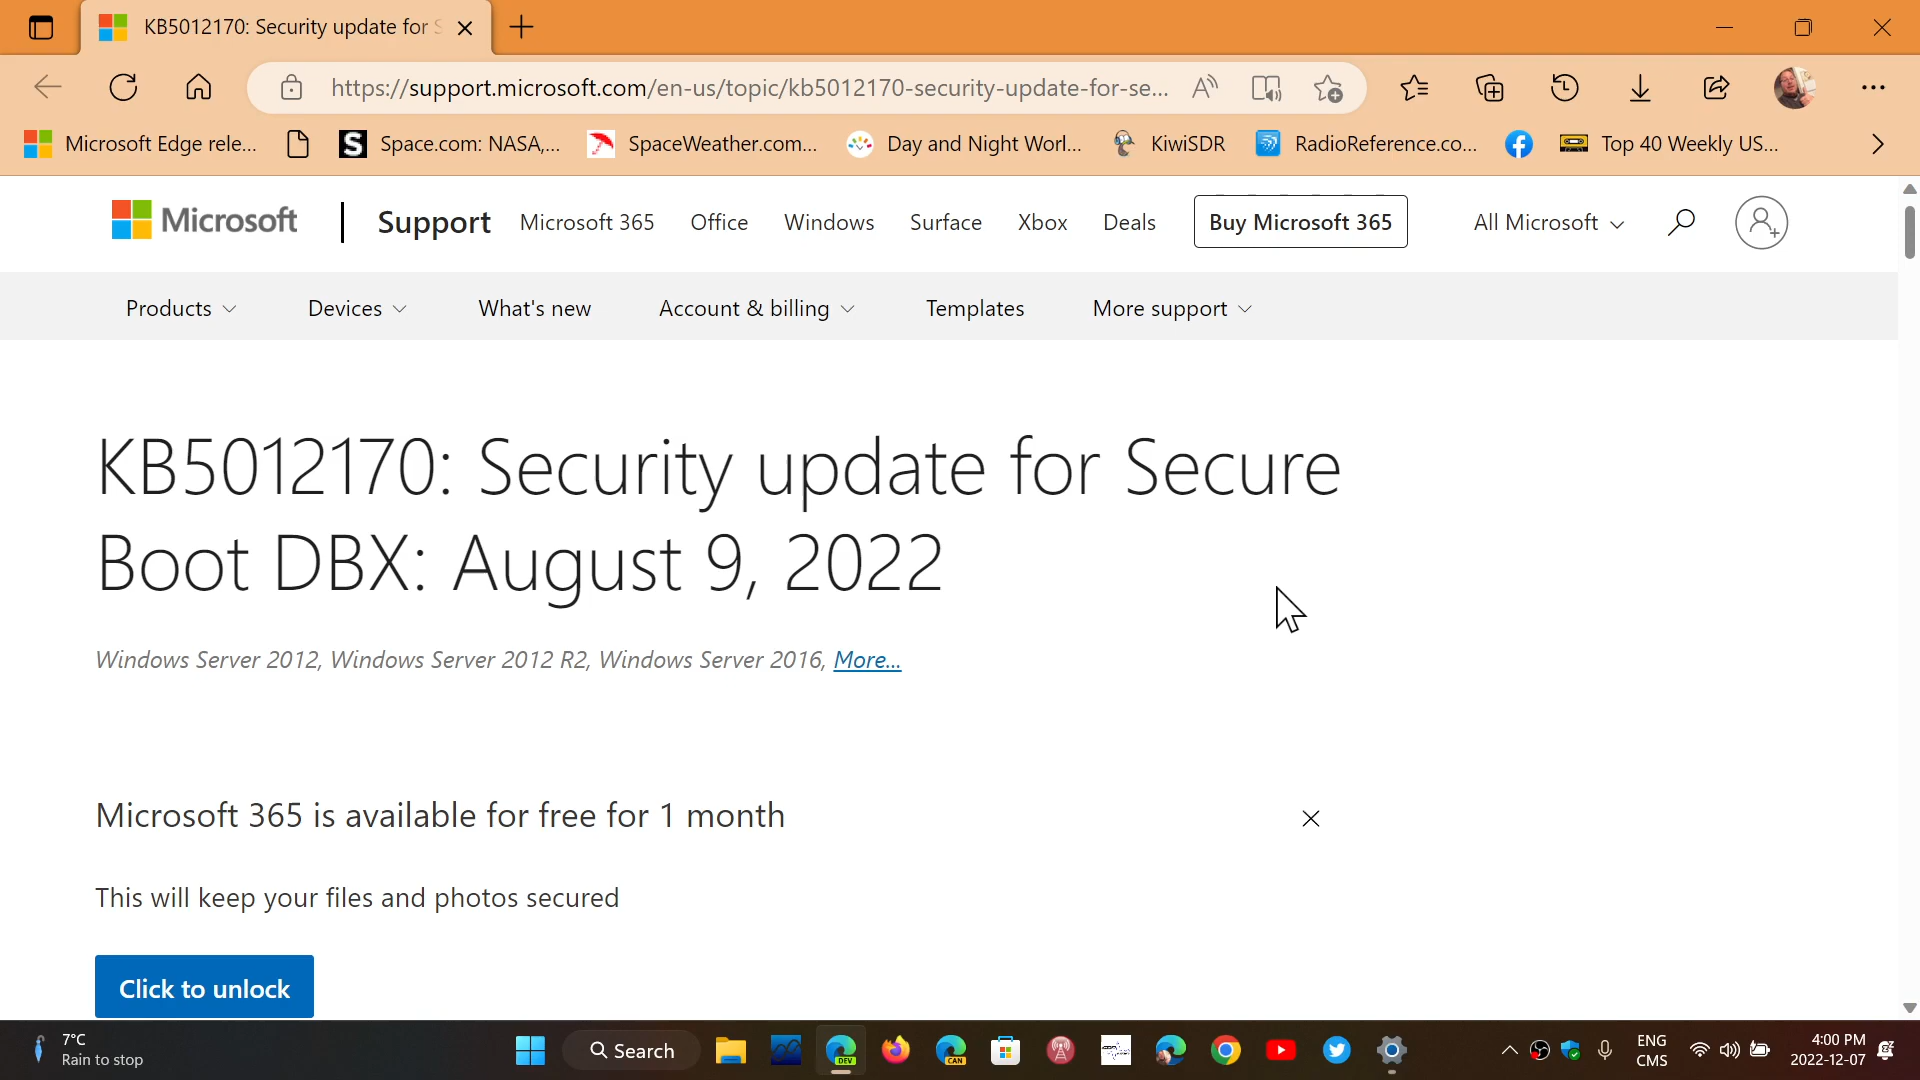 KB5012170: Security update for S
https://support.microsoft.com/en-us/topic/kb5012170-security-update-for-se...
Microsoft Edge rele... Space.com: NASA,... SpaceWeather.com... Day and Night Worl... KiwiSDR RadioReference.co... Top 40 Weekly US...
Microsoft Support Microsoft 365 Office Windows Surface Xbox Deals Buy Microsoft 365 All Microsoft
Products Devices What's new Account & billing Templates More support
KB5012170: Security update for Secure
Boot DBX: August 9, 2022
Windows Server 2012, Windows Server 2012 R2, Windows Server 2016, More...
Microsoft 365 is available for free for 1 month
This will keep your files and photos secured
Click to unlock
7°C
Rain to stop
Search
DEV
CAN
ENG
CMS
4:00 PM
2022-12-07